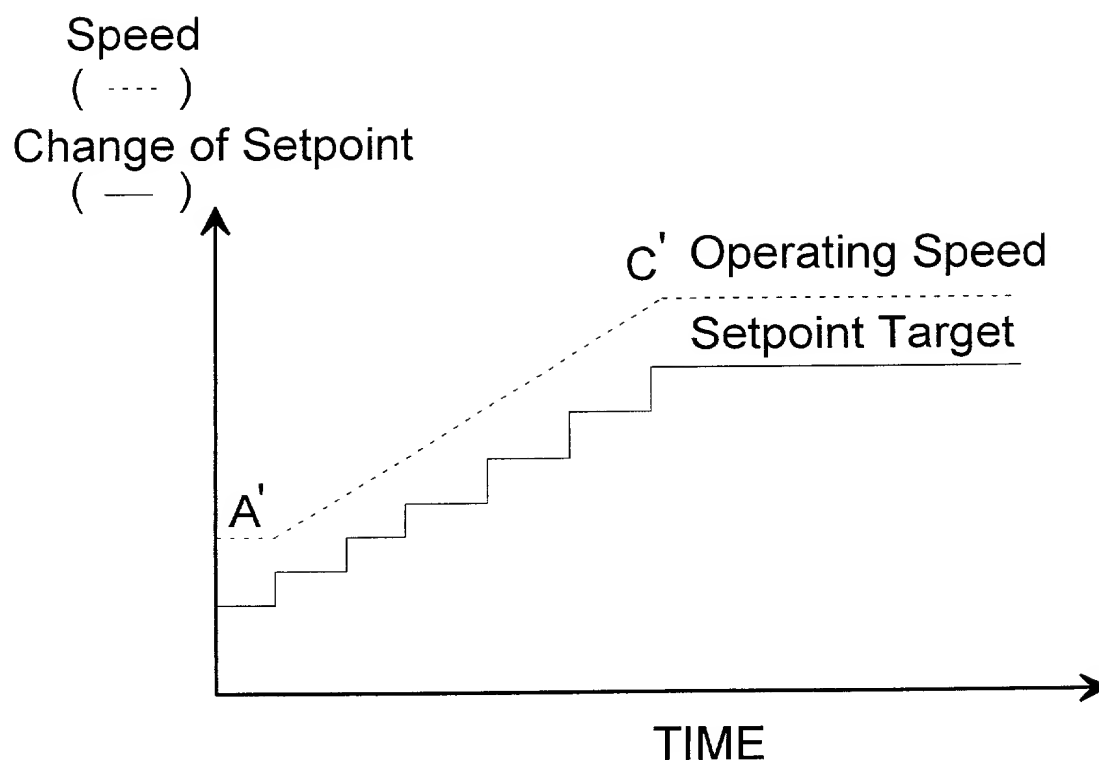 Speed
( ---- )
Change of Setpoint
( — )
C' Operating Speed
Setpoint Target
A'
TIME